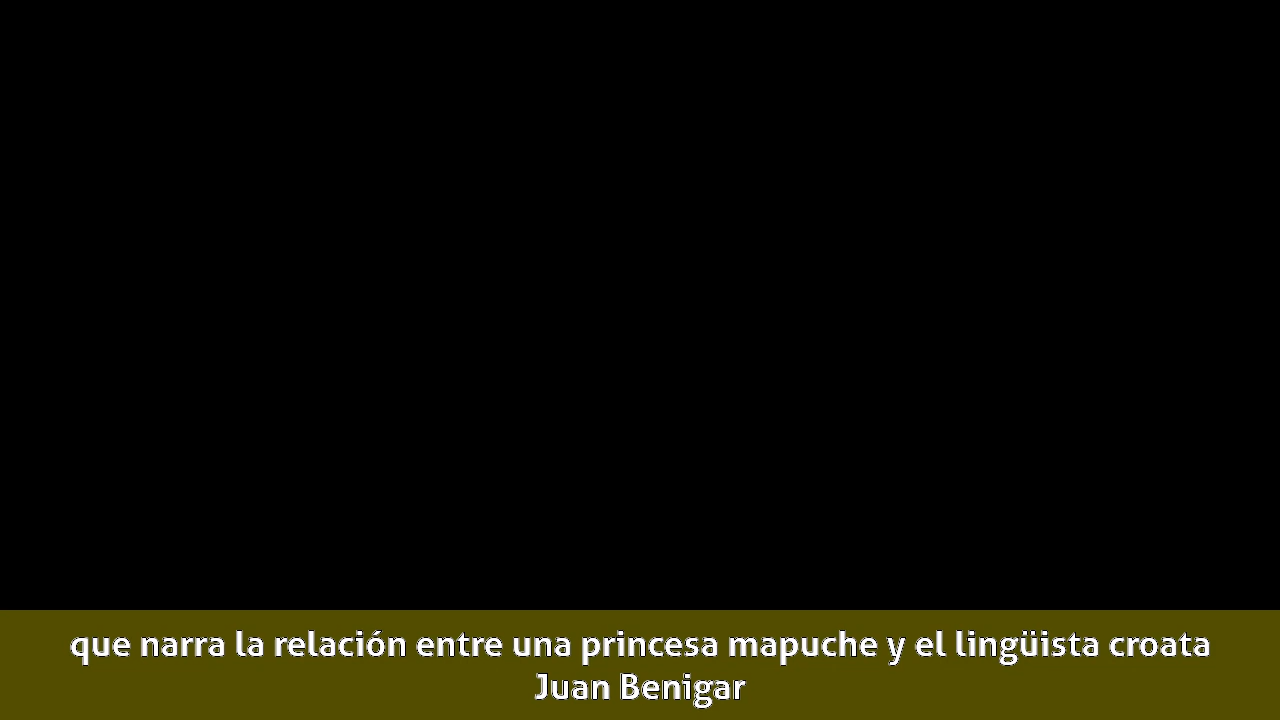 que narra la relación entre una princesa mapuche y el lingüista croata
Juan Benigar